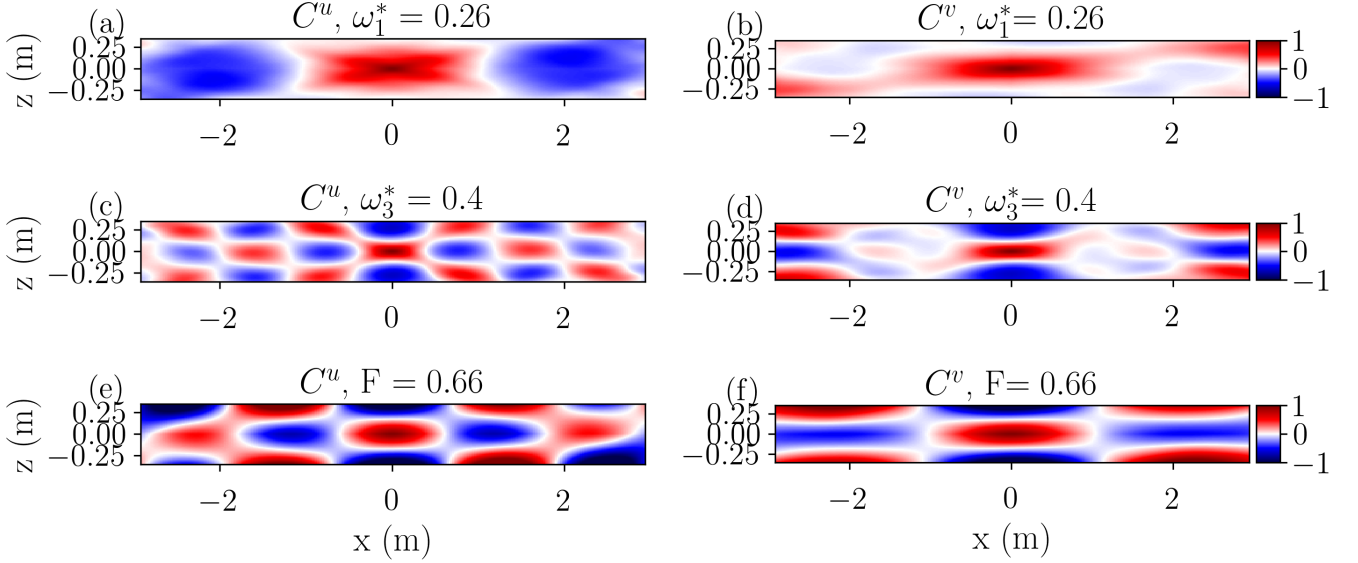 (a) C^u, ω_1^* = 0.26
z (m)
0.25
0.00
−0.25
−2 0 2
(b) C^v, ω_1^*= 0.26
0.25
0.00
−0.25
−2 0 2
1
0
−1
(c) C^u, ω_3^* = 0.4
z (m)
0.25
0.00
−0.25
−2 0 2
(d) C^v, ω_3^*= 0.4
0.25
0.00
−0.25
−2 0 2
1
0
−1
(e) C^u, F = 0.66
z (m)
0.25
0.00
−0.25
−2 0 2
x (m)
(f) C^v, F= 0.66
0.25
0.00
−0.25
−2 0 2
x (m)
1
0
−1